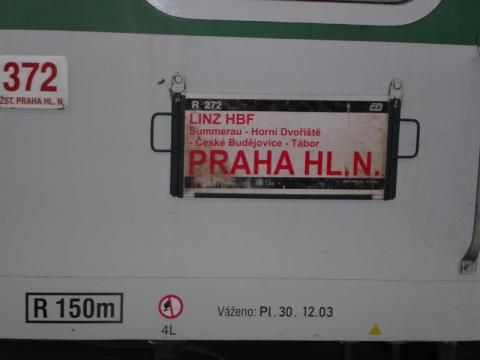 372
ŽST. PRAHA HL. N.
R 272
ČD
LINZ HBF
Summerau - Horní Dvořiště
- České Budějovice - Tábor
PRAHA HL.N.
R 150m
4L
Váženo: Pl. 30. 12.03